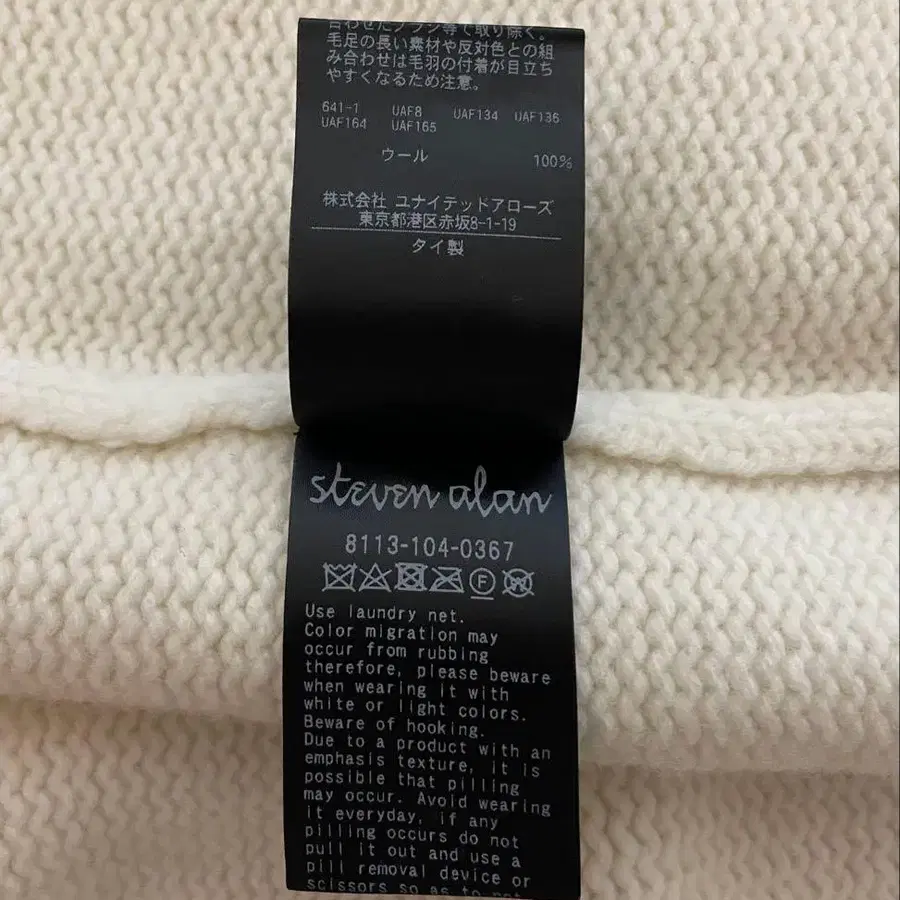 合わせたブラシ等で取り除く。
毛足の長い素材や反対色との組
み合わせは毛羽の付着が目立ち
やすくなるため注意。
641-1 UAF8 UAF134 UAF136
UAF164 UAF165
ウール 100%
株式会社 ユナイテッドアローズ
東京都港区赤坂8-1-19
タイ製
steven alan
8113-104-0367
F W
Use laundry net.
Color migration may
occur from rubbing
therefore, please beware
when wearing it with
white or light colors.
Beware of hooking.
Due to a product with an
emphasis texture, it is
possible that pilling
may occur. Avoid wearing
it everyday, if any
pilling occurs do not
pull it out and use a
pill removal device or
scissors so as to not